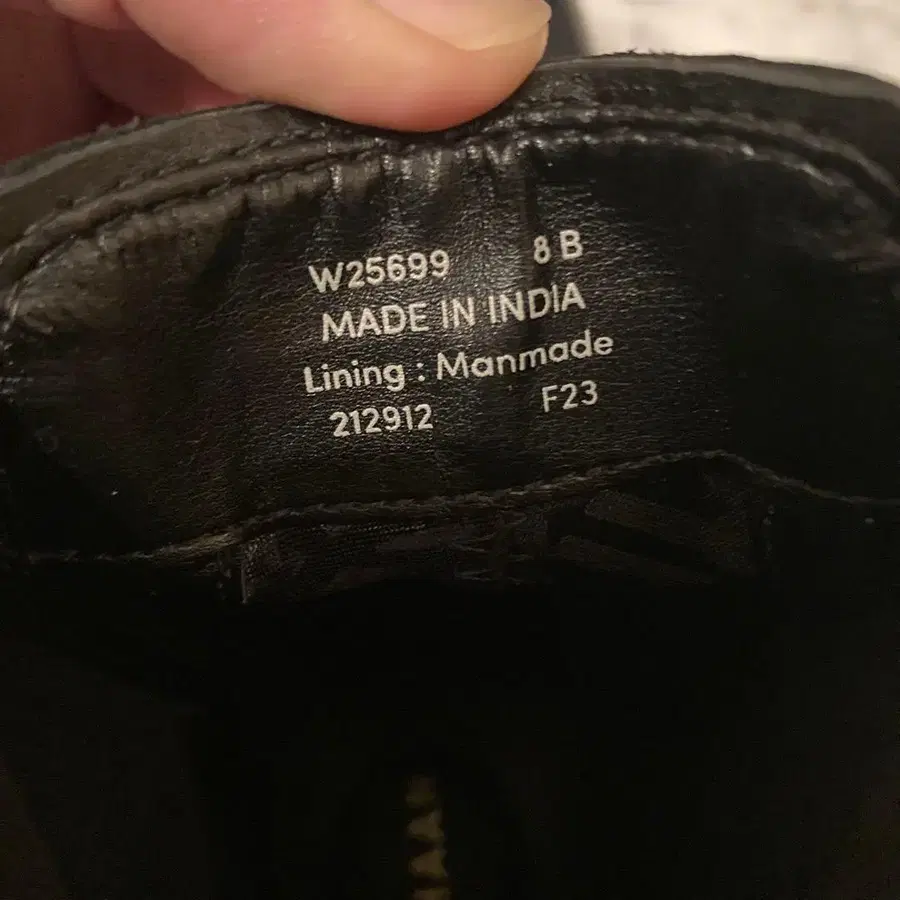 W25699 8 B
MADE IN INDIA
Lining : Manmade
212912 F23